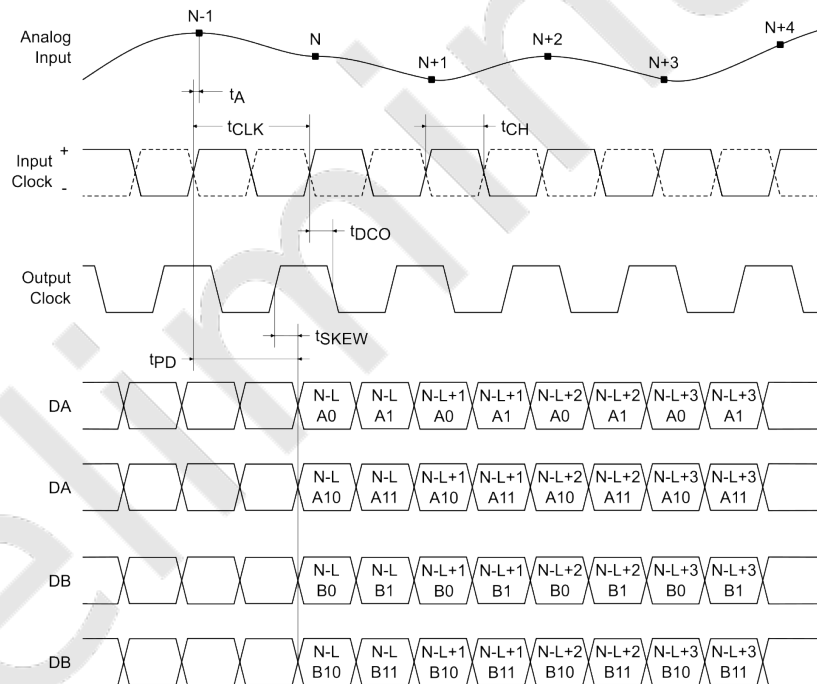 N-1
N
N+1
N+2
N+3
N+4
Analog
Input
tA
tCLK
tCH
Input
Clock
+
-
tDCO
Output
Clock
tSKEW
tPD
DA
N-L N-L N-L+1 N-L+1 N-L+2 N-L+2 N-L+3 N-L+3
A0 A1 A0 A1 A0 A1 A0 A1
DA
N-L N-L N-L+1 N-L+1 N-L+2 N-L+2 N-L+3 N-L+3
A10 A11 A10 A11 A10 A11 A10 A11
DB
N-L N-L N-L+1 N-L+1 N-L+2 N-L+2 N-L+3 N-L+3
B0 B1 B0 B1 B0 B1 B0 B1
DB
N-L N-L N-L+1 N-L+1 N-L+2 N-L+2 N-L+3 N-L+3
B10 B11 B10 B11 B10 B11 B10 B11
elimina